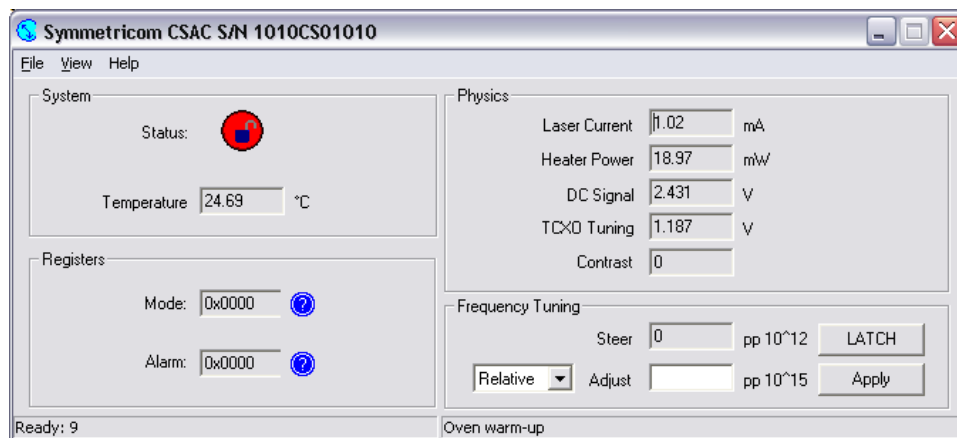 Symmetricom CSAC S/N 1010CS01010
File View Help
System
Status:
Temperature 24.69 °C
Registers
Mode: 0x0000 ?
Alarm: 0x0000 ?
Physics
Laser Current 1.02 mA
Heater Power 18.97 mW
DC Signal 2.431 V
TCXO Tuning 1.187 V
Contrast 0
Frequency Tuning
Steer 0 pp 10^12 LATCH
Relative Adjust pp 10^15 Apply
Ready: 9 Oven warm-up